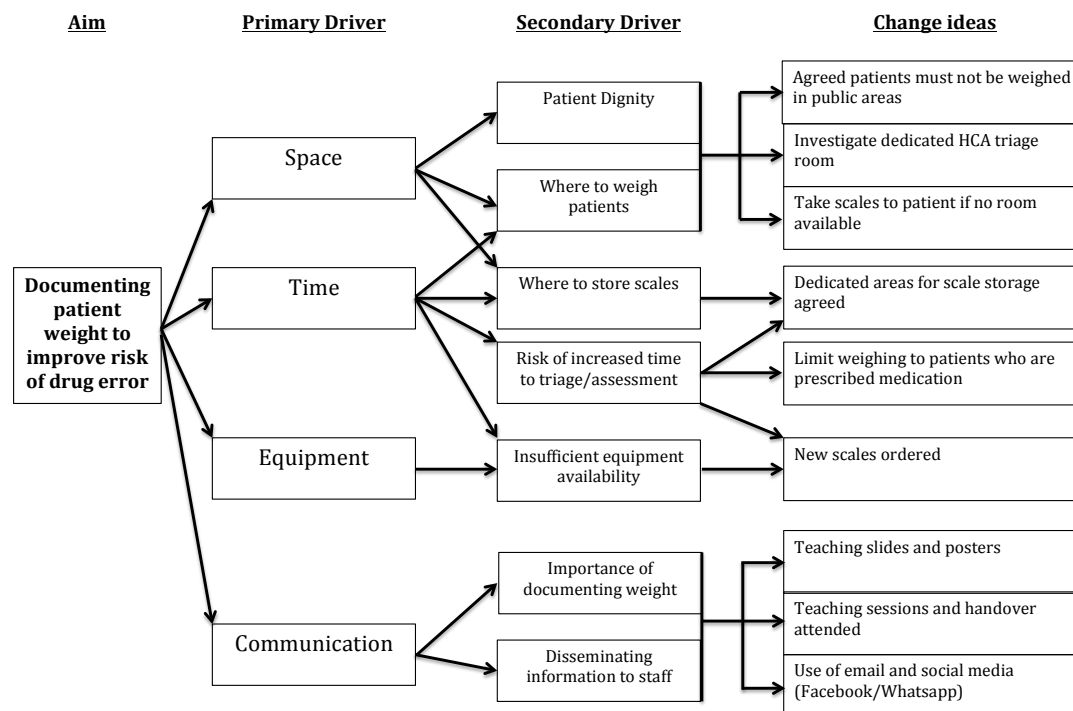 Aim
Primary Driver
Secondary Driver
Change ideas
Documenting
patient
weight to
improve risk
of drug error
Space
Time
Equipment
Communication
Patient Dignity
Where to weigh
patients
Where to store scales
Risk of increased time
to triage/assessment
Insufficient equipment
availability
Importance of
documenting weight
Disseminating
information to staff
Agreed patients must not be weighed
in public areas
Investigate dedicated HCA triage
room
Take scales to patient if no room
available
Dedicated areas for scale storage
agreed
Limit weighing to patients who are
prescribed medication
New scales ordered
Teaching slides and posters
Teaching sessions and handover
attended
Use of email and social media
(Facebook/Whatsapp)